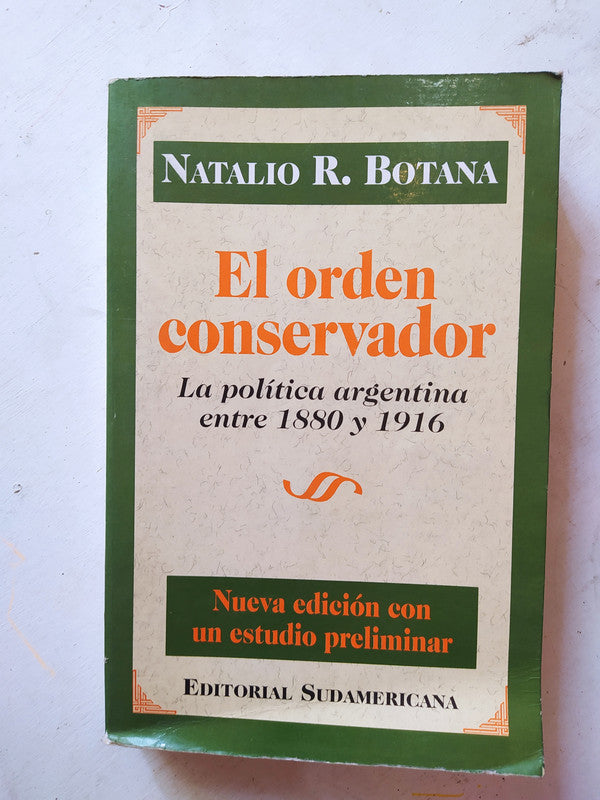 NATALIO R. BOTANA
El orden
conservador
La política argentina
entre 1880 y 1916
Nueva edición con
un estudio preliminar
EDITORIAL SUDAMERICANA